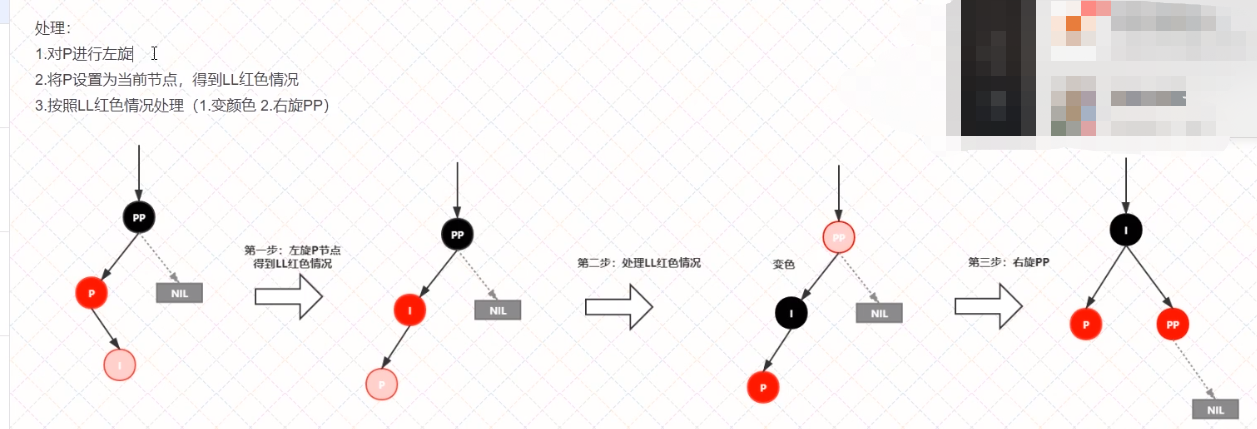 处理：
1.对P进行左旋
2.将P设置为当前节点，得到LL红色情况
3.按照LL红色情况处理（1.变颜色 2.右旋PP）
PP
P
NIL
I
第一步：左旋P节点
得到LL红色情况
PP
I
NIL
P
第二步：处理LL红色情况
变色
PP
I
NIL
P
第三步：右旋PP
I
P
PP
NIL